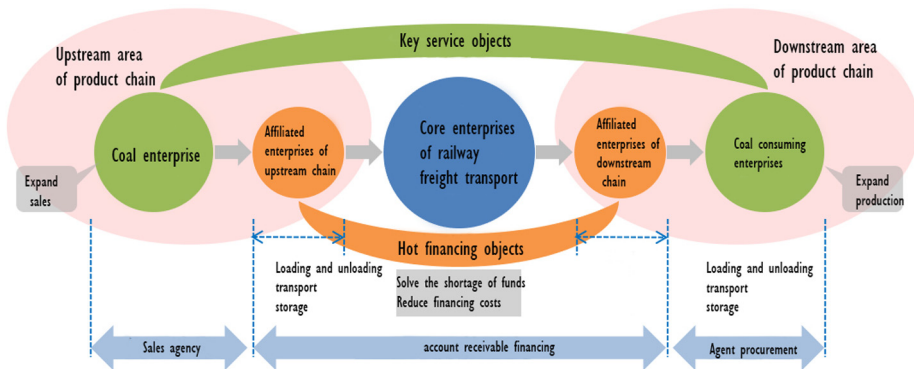 Key service objects
Upstream area
of product chain
Downstream area
of product chain
Coal enterprise
Affiliated
enterprises of
upstream chain
Core enterprises
of railway
freight transport
Affiliated
enterprises of
downstream
chain
Coal consuming
enterprises
Expand
sales
Expand
production
Hot financing objects
Solve the shortage of funds
Reduce financing costs
Loading and unloading
transport
storage
Loading and unloading
transport
storage
Sales agency
account receivable financing
Agent procurement